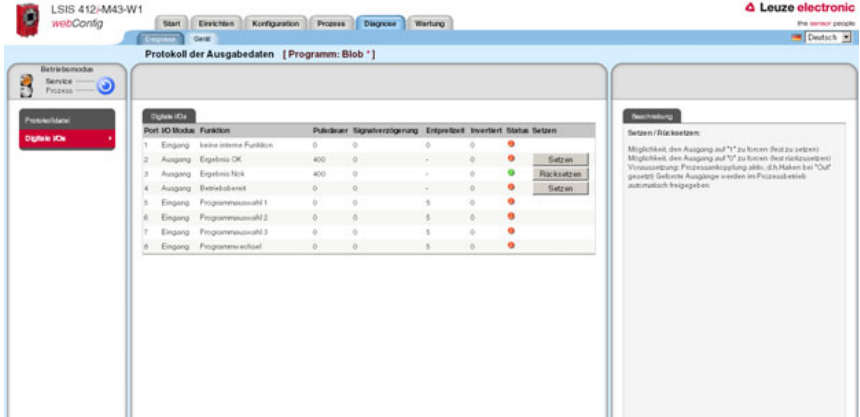 LSIS 412i-M43-W1
webConfig
Start Einrichten Konfiguration Prozess Diagnose Wartung
Leuze electronic
the sensor people
Ereignisse Gerät
Deutsch
Protokoll der Ausgabedaten [ Programm: Blob * ]
Betriebsmodus
Service
Prozess
Protokolldatei
Digitale I/Os
Digitale I/Os
Port I/O Modus Funktion Pulsdauer Signalverzögerung Entprellzeit Invertiert Status Setzen
1 Eingang keine interne Funktion 0 0 0 0
2 Ausgang Ergebnis OK 400 0 - 0 Setzen
3 Ausgang Ergebnis Nok 400 0 - 0 Rücksetzen
4 Ausgang Betriebsbereit 0 0 - 0 Setzen
5 Eingang Programmauswahl 1 0 0 5 0
6 Eingang Programmauswahl 2 0 0 5 0
7 Eingang Programmauswahl 3 0 0 5 0
8 Eingang Programmwechsel 0 0 5 0
Beschreibung
Setzen / Rücksetzen:
Möglichkeit, den Ausgang auf "1" zu forcen (fest zu setzen)
Möglichkeit, den Ausgang auf "0" zu forcen (fest rückzusetzen)
Voraussetzung: Prozessankopplung aktiv, d.h.Haken bei "Out"
gesetzt) Geforcte Ausgänge werden im Prozessbetrieb
automatisch freigegeben